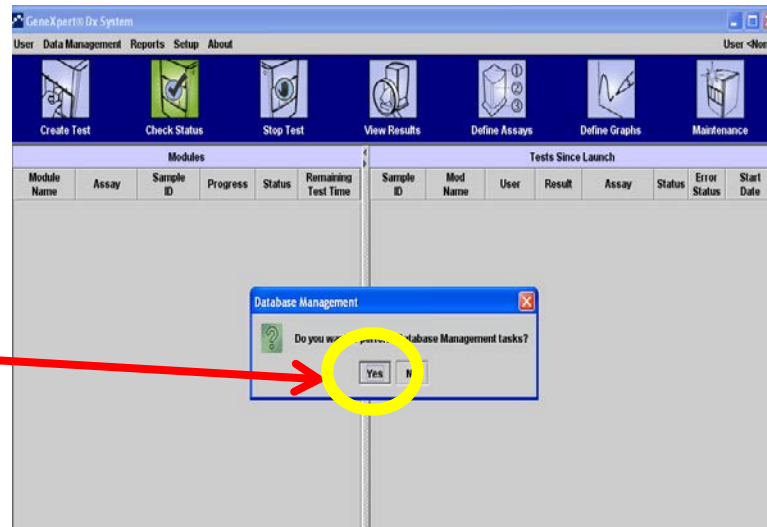 GeneXpert® Dx System
User Data Management Reports Setup About User <Non
Create Test Check Status Stop Test View Results Define Assays Define Graphs Maintenance
Modules Tests Since Launch
Module Name Assay Sample ID Progress Status Remaining Test Time Sample ID Mod Name User Result Assay Status Error Status Start Date
Database Management
Do you Database Management tasks?
Yes